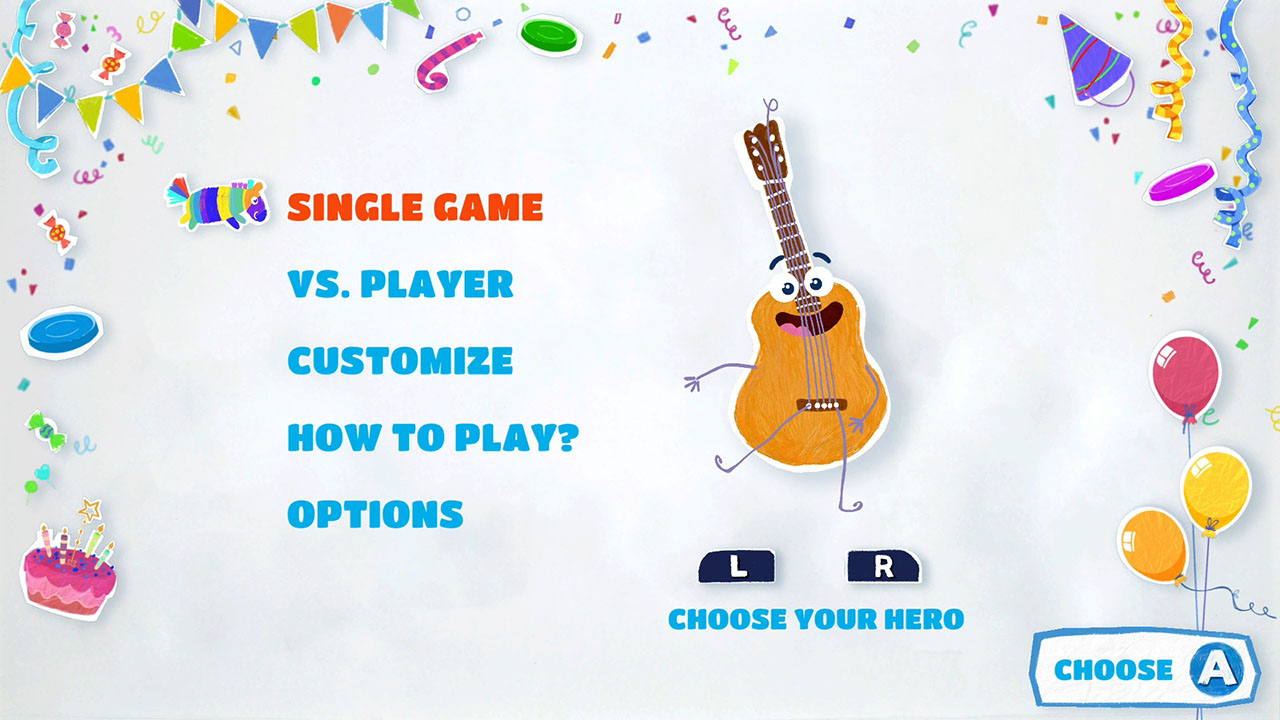 SINGLE GAME
VS. PLAYER
CUSTOMIZE
HOW TO PLAY?
OPTIONS
L R
CHOOSE YOUR HERO
CHOOSE A